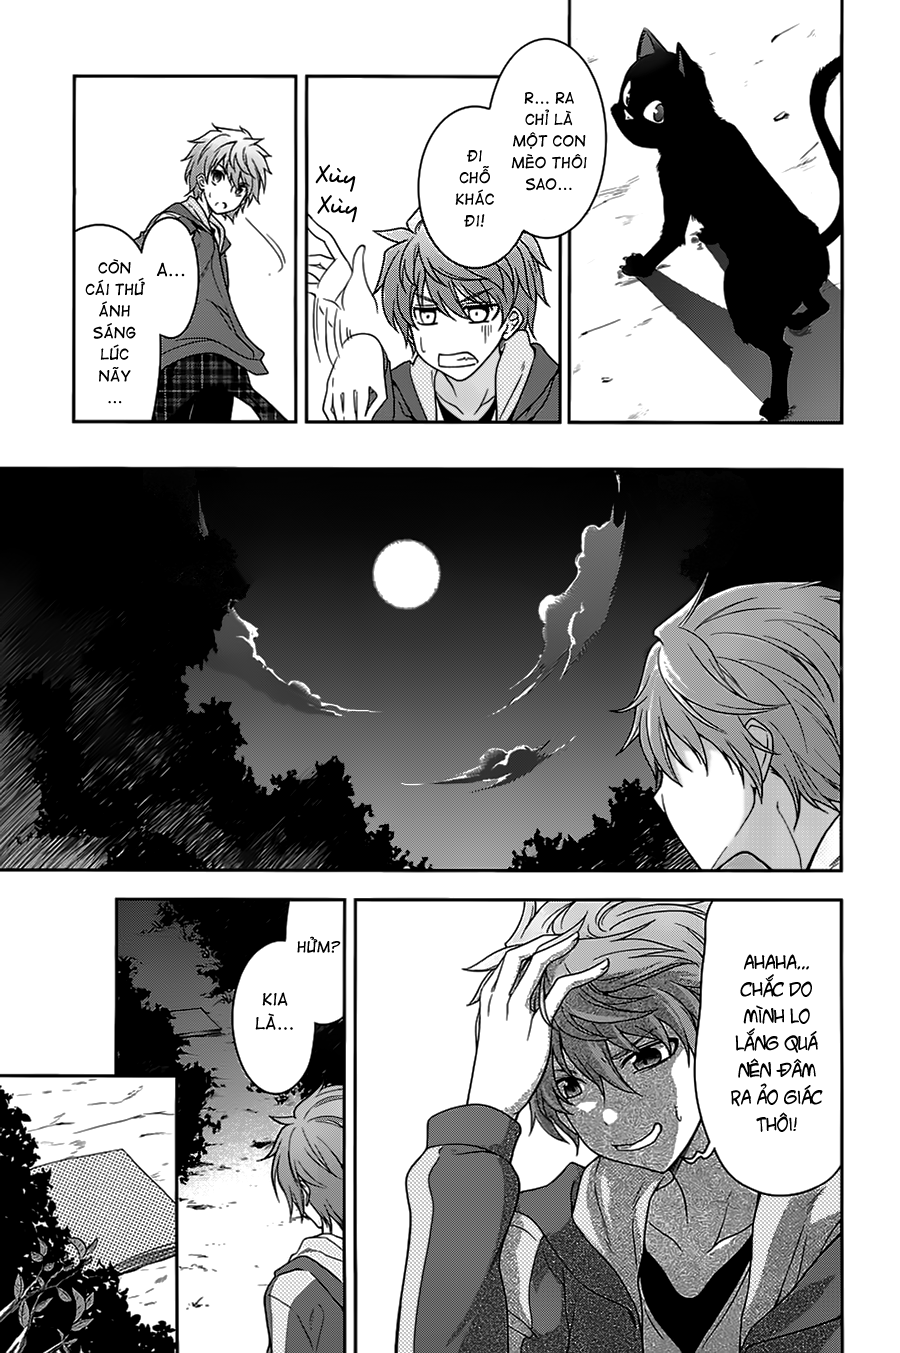 R... RA
CHỈ LÀ
MỘT CON
MÈO THÔI
SAO...
ĐI
CHỖ
KHÁC
ĐI!
XÙY
XÙY
A...
CÒN
CÁI THỨ
ÁNH
SÁNG
LÚC
NÃY
...
AHAHA...
CHẮC DO
MÌNH LO
LẮNG QUÁ
NÊN ĐÂM
RA ẢO GIÁC
THÔI!
HỬM?
KIA
LÀ...